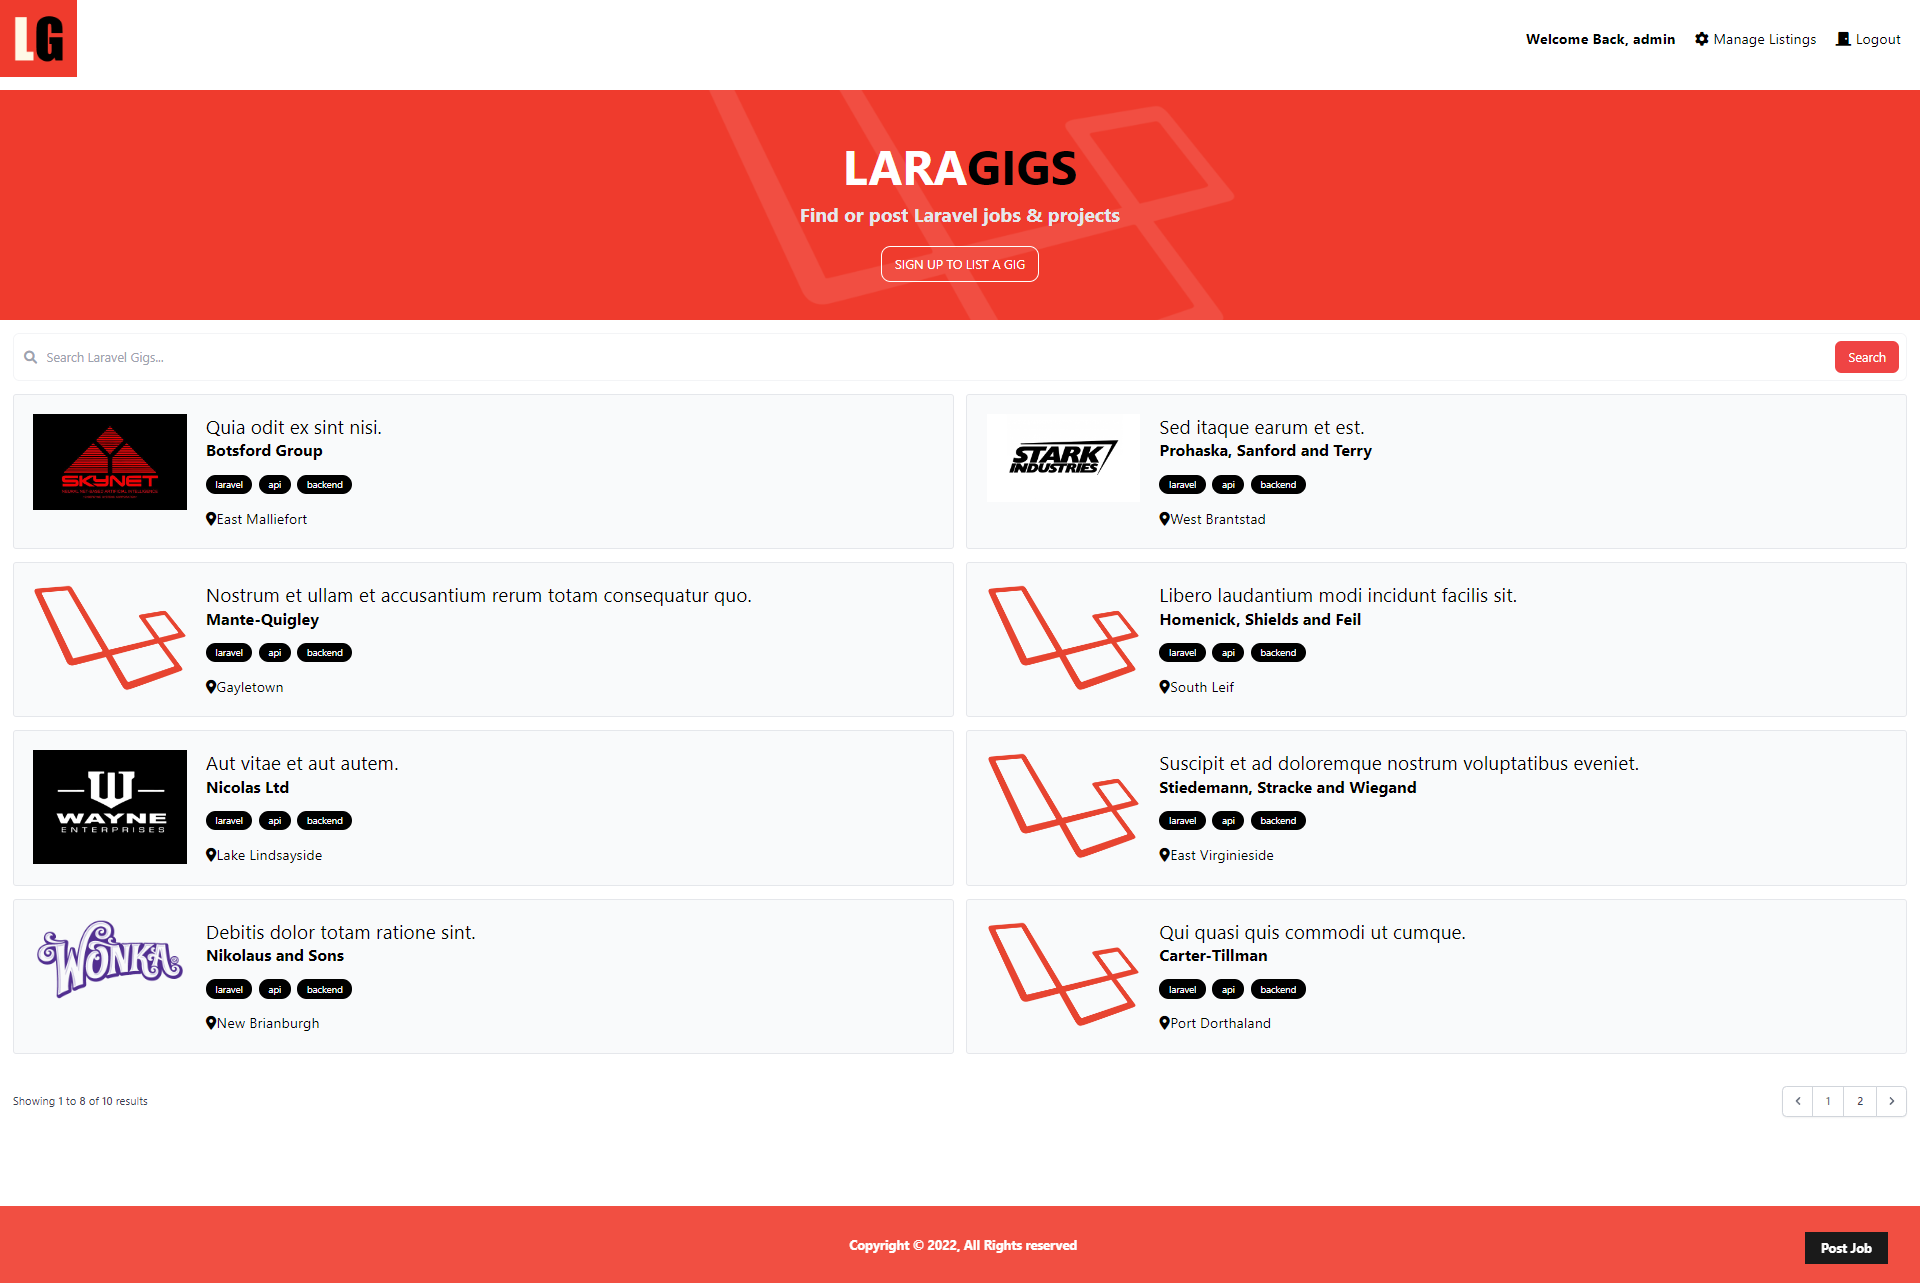 LG
Welcome Back, admin
Manage Listings
Logout
LARAGIGS
Find or post Laravel jobs & projects
SIGN UP TO LIST A GIG
Search Laravel Gigs...
Search
SKYNET
Quia odit ex sint nisi.
Botsford Group
laravel api backend
East Malliefort
STARK
INDUSTRIES
Sed itaque earum et est.
Prohaska, Sanford and Terry
laravel api backend
West Brantstad
Nostrum et ullam et accusantium rerum totam consequatur quo.
Mante-Quigley
laravel api backend
Gayletown
Libero laudantium modi incidunt facilis sit.
Homenick, Shields and Feil
laravel api backend
South Leif
W
WAYNE
ENTERPRISES
Aut vitae et aut autem.
Nicolas Ltd
laravel api backend
Lake Lindsayside
Suscipit et ad doloremque nostrum voluptatibus eveniet.
Stiedemann, Stracke and Wiegand
laravel api backend
East Virginieside
WONKA
Debitis dolor totam ratione sint.
Nikolaus and Sons
laravel api backend
New Brianburgh
Qui quasi quis commodi ut cumque.
Carter-Tillman
laravel api backend
Port Dorthaland
Showing 1 to 8 of 10 results
1 2
Copyright © 2022, All Rights reserved
Post Job